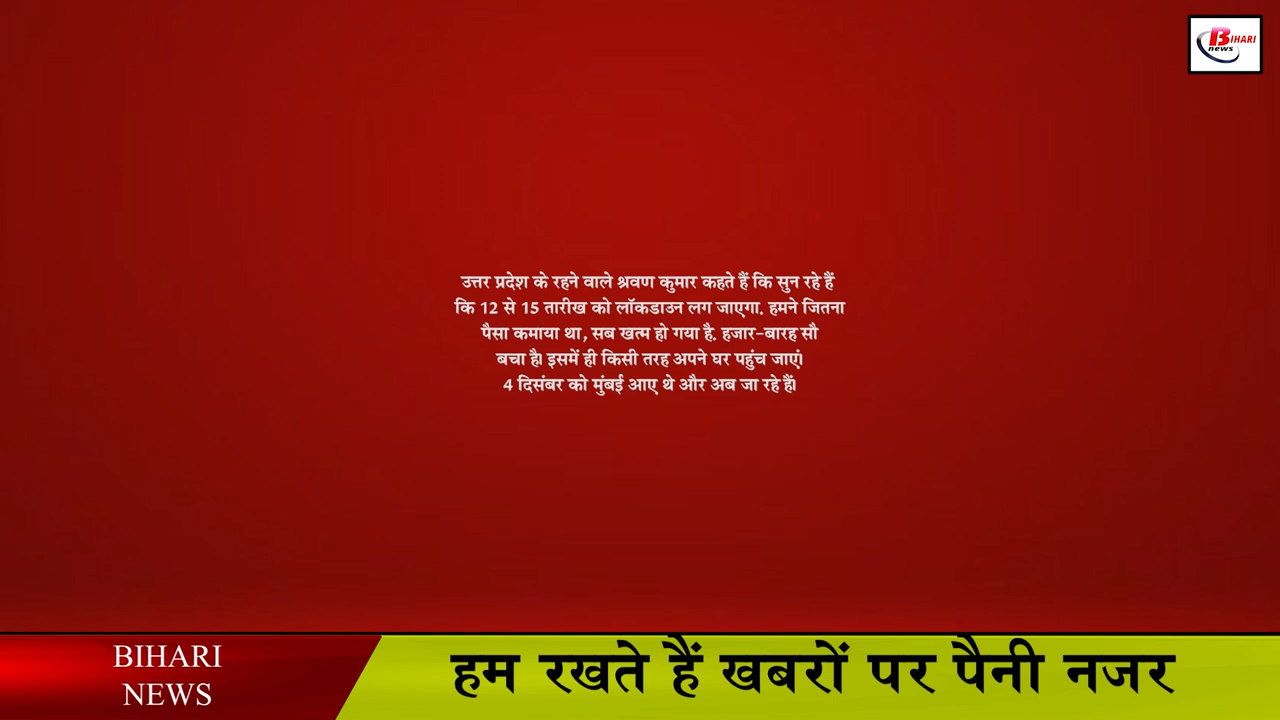 BIHARI
news
उत्तर प्रदेश के रहने वाले श्रवण कुमार कहते हैं कि सुन रहे हैं
कि 12 से 15 तारीख को लॉकडाउन लग जाएगा. हमने जितना
पैसा कमाया था, सब खत्म हो गया है. हजार-बारह सौ
बचा है। इसमें ही किसी तरह अपने घर पहुंच जाएं।
4 दिसंबर को मुंबई आए थे और अब जा रहे हैं।
BIHARI
NEWS
हम रखते हैं खबरों पर पैनी नजर